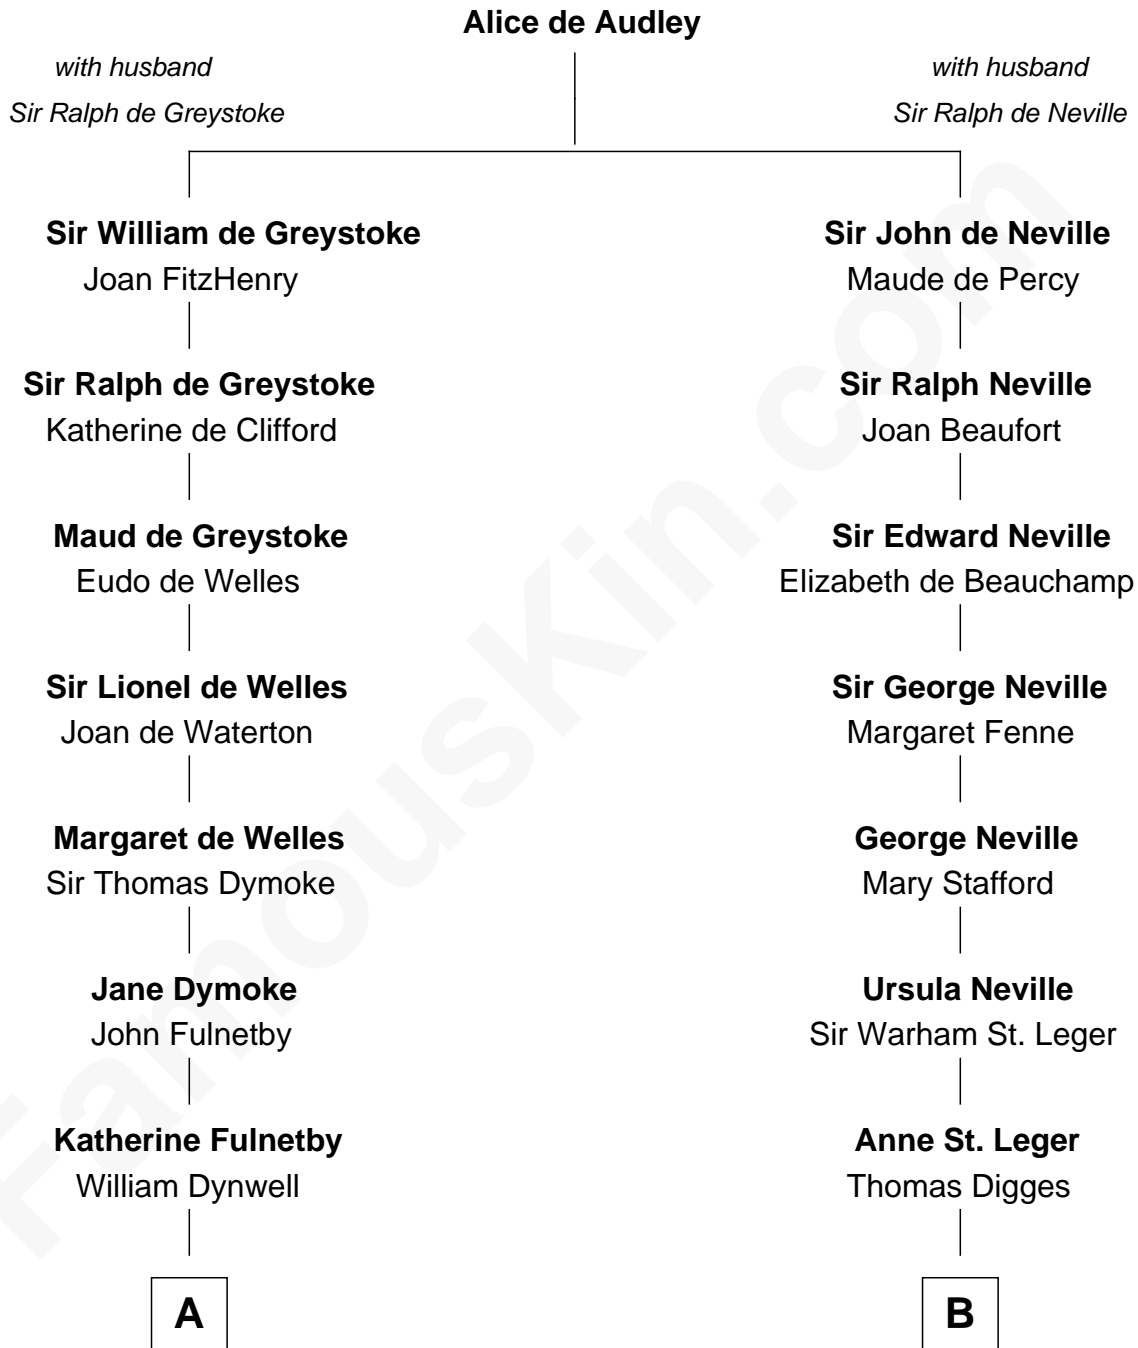 Alice de Audley
with husband
Sir Ralph de Greystoke
with husband
Sir Ralph de Neville
Sir William de Greystoke
Joan FitzHenry
Sir John de Neville
Maude de Percy
Sir Ralph de Greystoke
Katherine de Clifford
Sir Ralph Neville
Joan Beaufort
Maud de Greystoke
Eudo de Welles
Sir Edward Neville
Elizabeth de Beauchamp
Sir Lionel de Welles
Joan de Waterton
Sir George Neville
Margaret Fenne
Margaret de Welles
Sir Thomas Dymoke
George Neville
Mary Stafford
Jane Dymoke
John Fulnetby
Ursula Neville
Sir Warham St. Leger
Katherine Fulnetby
William Dynwell
Anne St. Leger
Thomas Digges
A
B
FamousKin.com